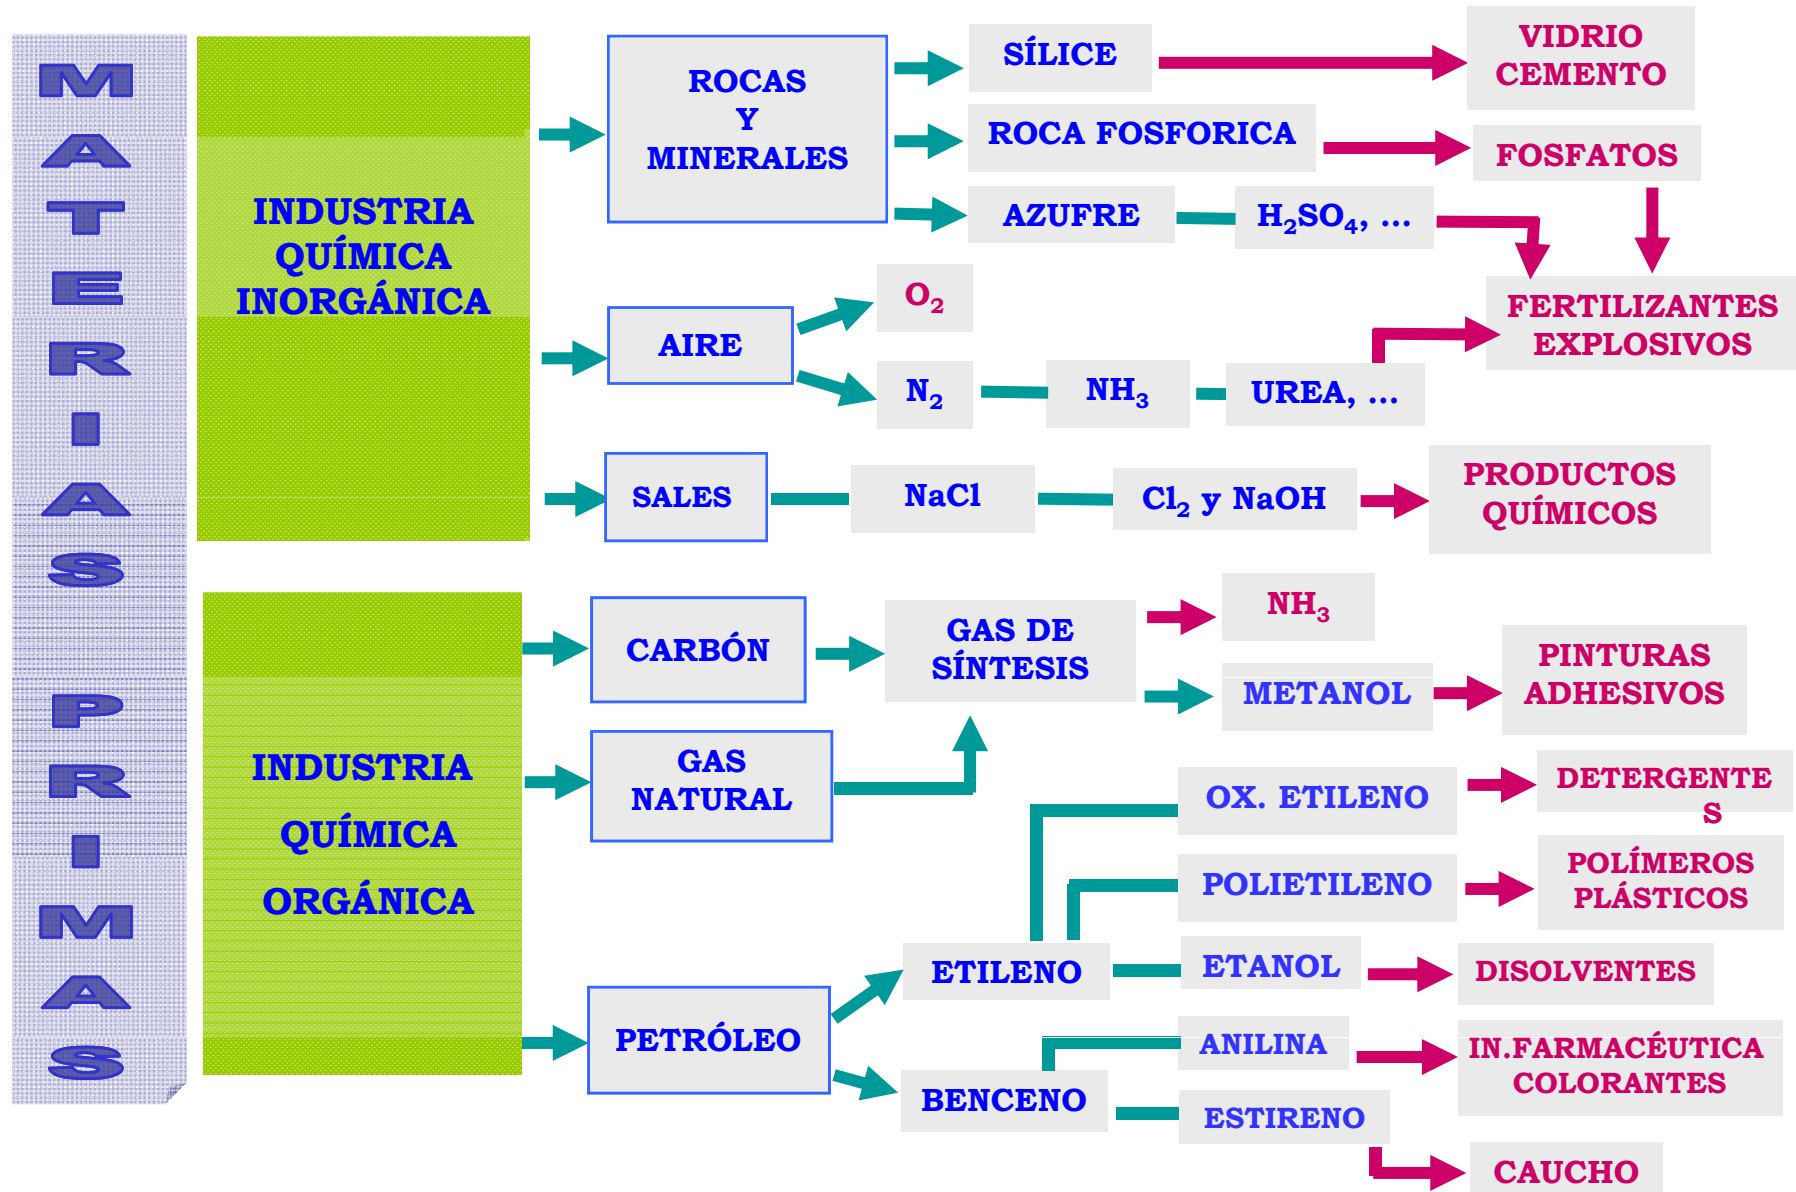 MATERIAS PRIMAS
INDUSTRIA
QUÍMICA
INORGÁNICA
ROCAS
Y
MINERALES
SÍLICE
VIDRIO
CEMENTO
ROCA FOSFORICA
FOSFATOS
AZUFRE
H₂SO₄, ...
FERTILIZANTES
EXPLOSIVOS
AIRE
O₂
N₂
NH₃
UREA, ...
SALES
NaCl
Cl₂ y NaOH
PRODUCTOS
QUÍMICOS
INDUSTRIA
QUÍMICA
ORGÁNICA
CARBÓN
GAS DE
SÍNTESIS
NH₃
METANOL
PINTURAS
ADHESIVOS
GAS
NATURAL
OX. ETILENO
DETERGENTE
S
POLIETILENO
POLÍMEROS
PLÁSTICOS
PETRÓLEO
ETILENO
ETANOL
DISOLVENTES
BENCENO
ANILINA
IN.FARMACÉUTICA
COLORANTES
ESTIRENO
CAUCHO